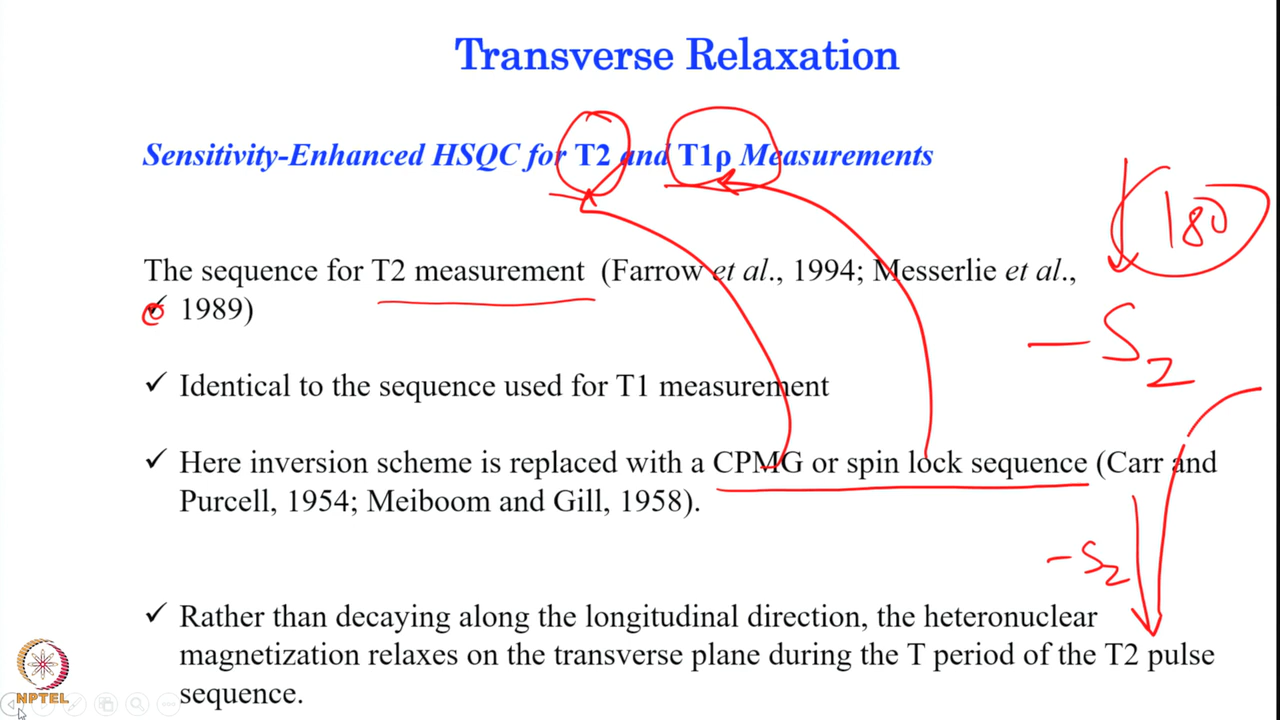 Transverse Relaxation
Sensitivity-Enhanced HSQC for T2 and T1ρ Measurements
The sequence for T2 measurement (Farrow et al., 1994; Messerlie et al.,
✓ 1989)
180
- S2
✓ Identical to the sequence used for T1 measurement
✓ Here inversion scheme is replaced with a CPMG or spin lock sequence (Carr and
Purcell, 1954; Meiboom and Gill, 1958).
- S2
✓ Rather than decaying along the longitudinal direction, the heteronuclear
magnetization relaxes on the transverse plane during the T period of the T2 pulse
sequence.
NPTEL